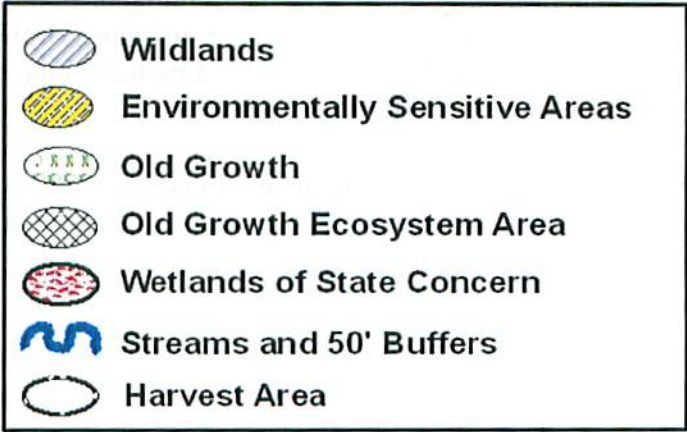 Wildlands
Environmentally Sensitive Areas
Old Growth
Old Growth Ecosystem Area
Wetlands of State Concern
Streams and 50' Buffers
Harvest Area